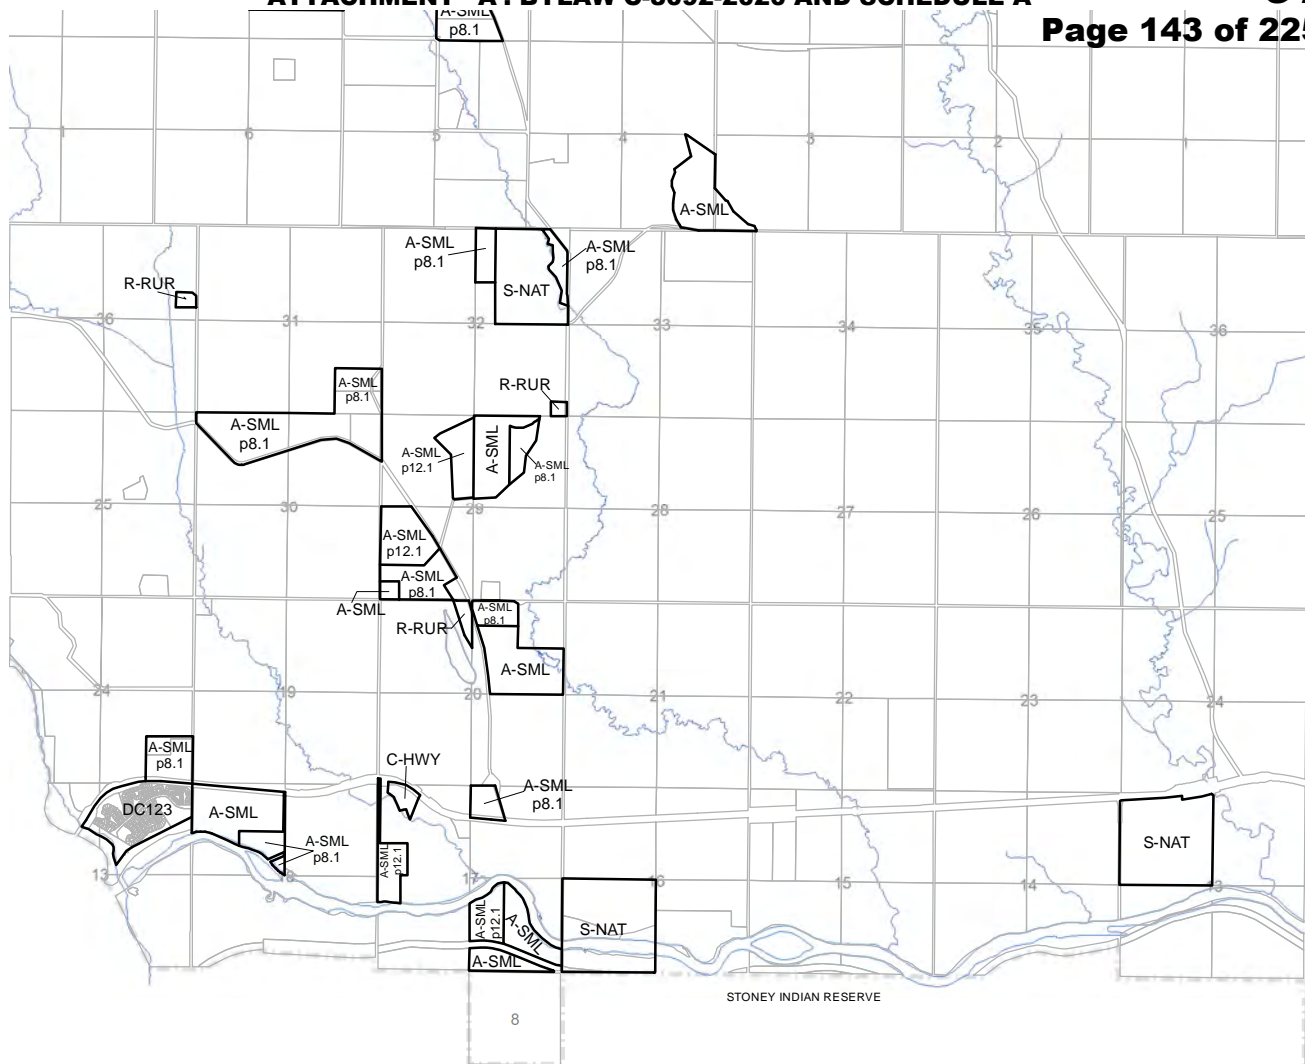 Page 143 of 225
A-SML
p8.1
1
6
5
4
3
2
1
A-SML
A-SML
p8.1
A-SML
p8.1
S-NAT
R-RUR
36
31
32
33
34
35
36
A-SML
p8.1
R-RUR
A-SML
p8.1
A-SML
p12.1
A-SML
A-SML
p8.1
25
30
29
28
27
26
25
A-SML
p12.1
A-SML
p8.1
A-SML
R-RUR
A-SML
p8.1
A-SML
24
19
20
21
22
23
24
A-SML
p8.1
C-HWY
A-SML
p8.1
DC123
A-SML
A-SML
p8.1
A-SML
p12.1
S-NAT
13
18
17
16
15
14
13
A-SML
p12.1
A-SML
S-NAT
A-SML
STONEY INDIAN RESERVE
8